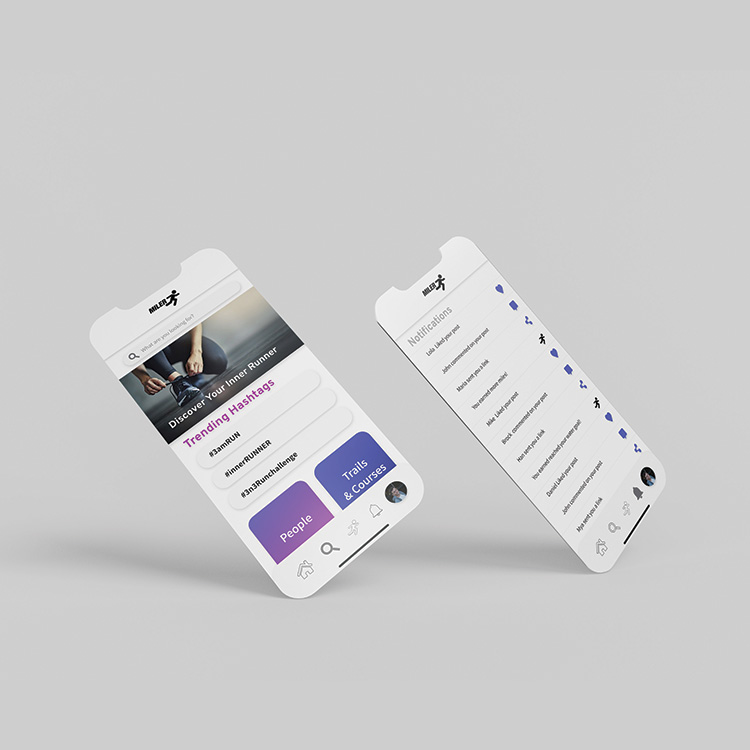 MILER
What are you looking for?
Discover Your Inner Runner
Trending Hashtags
#3amRUN
#innerRUNNER
#3n3Runchallenge
People
Trails
& Courses
MILER
Notifications
Lola Liked your post
John commented on your post
Maria sent you a link
You earned more miles!
Mike Liked your post
Brock commented on your post
Man sent you a link
You earned reached your water goal!
Daniel Liked your post
John commented on your post
Mya sent you a link